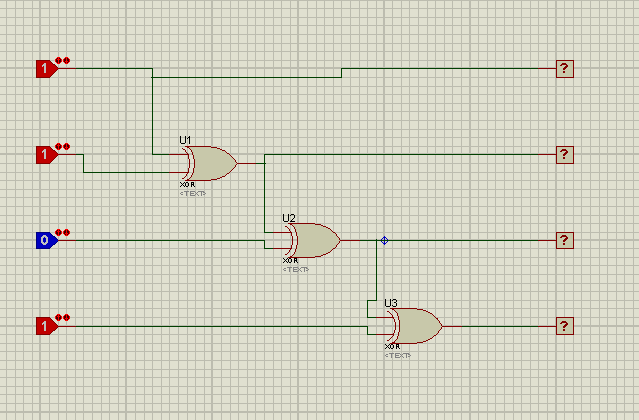 1
?
U1
1
?
XOR
<TEXT>
U2
0
?
XOR
<TEXT>
U3
1
?
XOR
<TEXT>